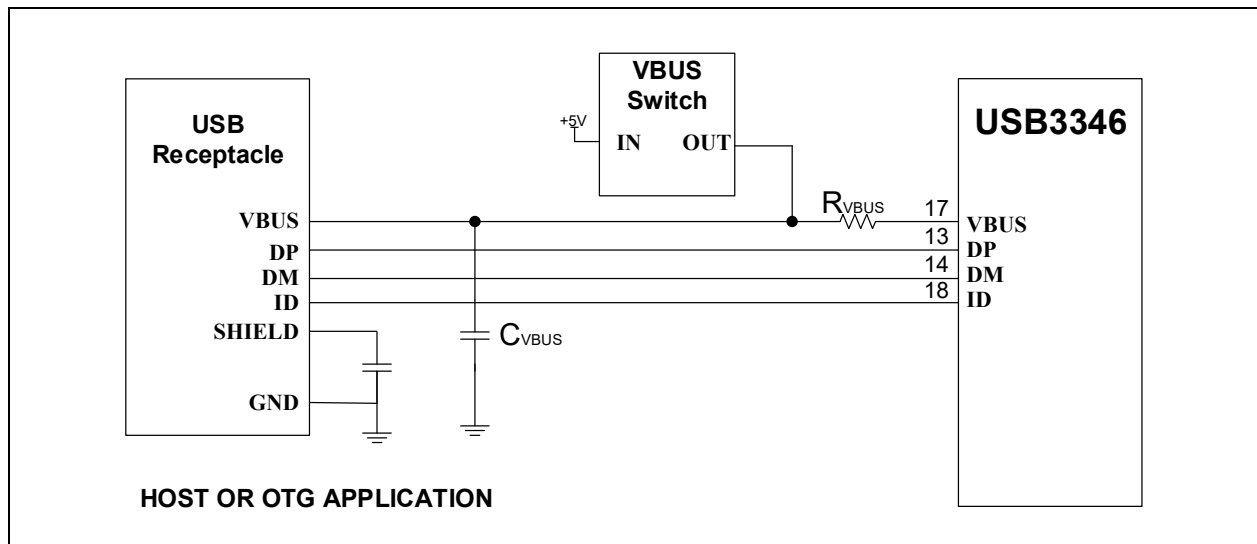 VBUS
Switch
+5V
IN OUT
USB
Receptacle
USB3346
VBUS
RVBUS
17
VBUS
DP
13
DP
DM
14
DM
ID
18
ID
SHIELD
CVBUS
GND
HOST OR OTG APPLICATION